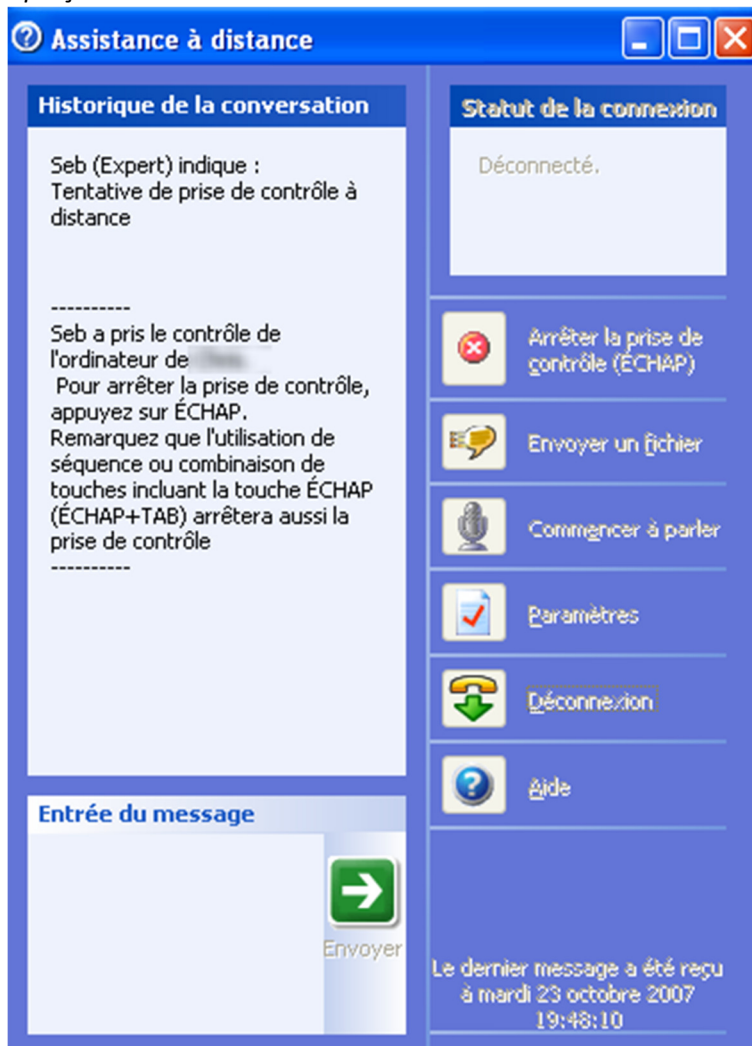 Assistance à distance
Historique de la conversation
Seb (Expert) indique :
Tentative de prise de contrôle à
distance
----------
Seb a pris le contrôle de
l'ordinateur de
Pour arrêter la prise de contrôle,
appuyez sur ÉCHAP.
Remarquez que l'utilisation de
séquence ou combinaison de
touches incluant la touche ÉCHAP
(ÉCHAP+TAB) arrêtera aussi la
prise de contrôle
----------
Entrée du message
Envoyer
Statut de la connexion
Déconnecté.
Arrêter la prise de
contrôle (ÉCHAP)
Envoyer un fichier
Commencer à parler
Paramètres
Déconnexion
Aide
Le dernier message a été reçu
à mardi 23 octobre 2007
19:48:10